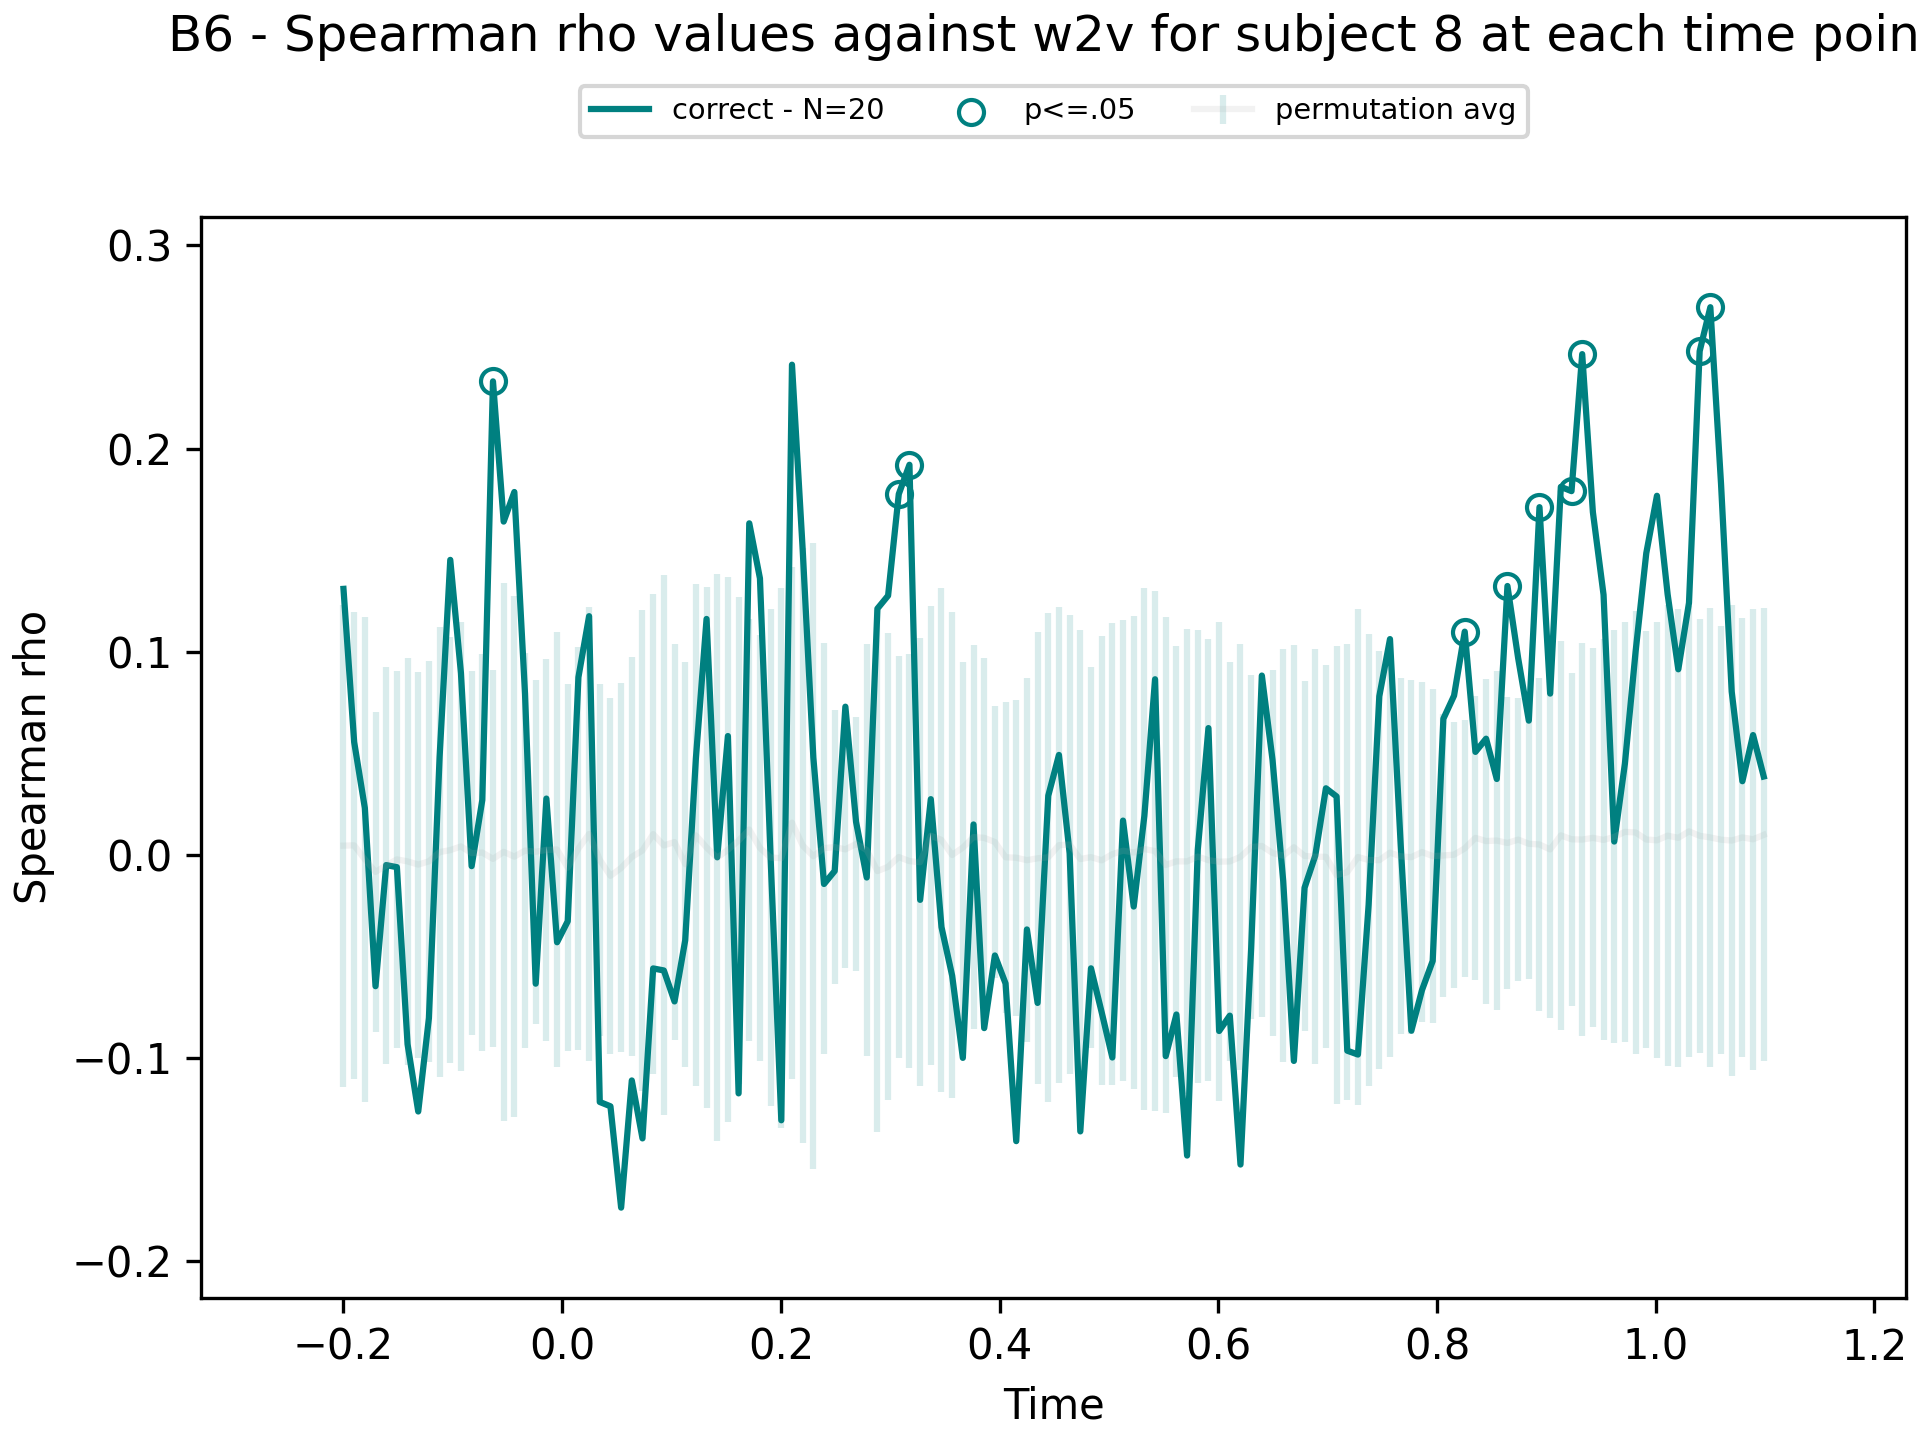 B6 - Spearman rho values against w2v for subject 8 at each time poin
correct - N=20
p<=.05
permutation avg
Spearman rho
0.3
0.2
0.1
0.0
−0.1
−0.2
−0.2
0.0
0.2
0.4
0.6
0.8
1.0
1.2
Time